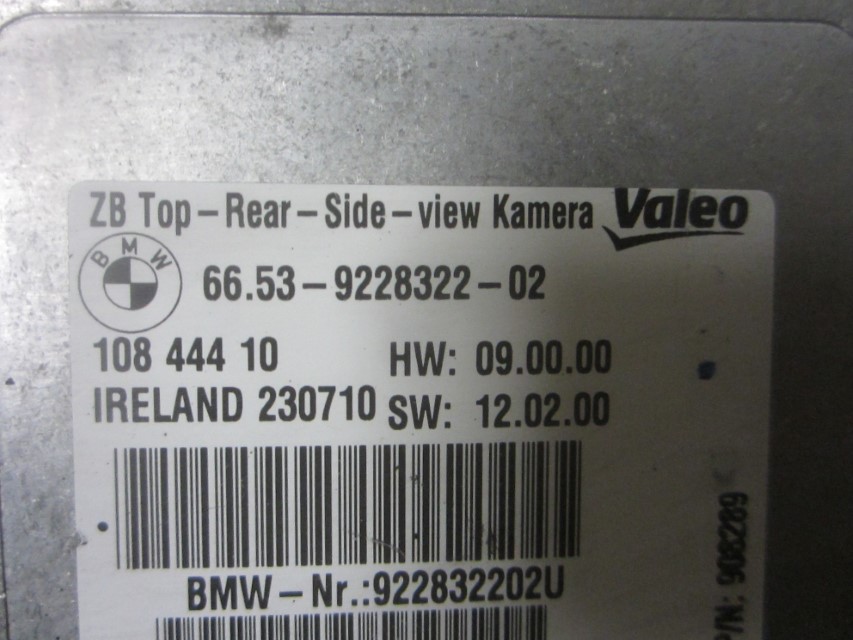 ZB Top-Rear-Side-view Kamera Valeo
BMW
66.53-9228322-02
108 444 10 HW: 09.00.00
IRELAND 230710 SW: 12.02.00
BMW-Nr.:922832202U
P/N; 908289